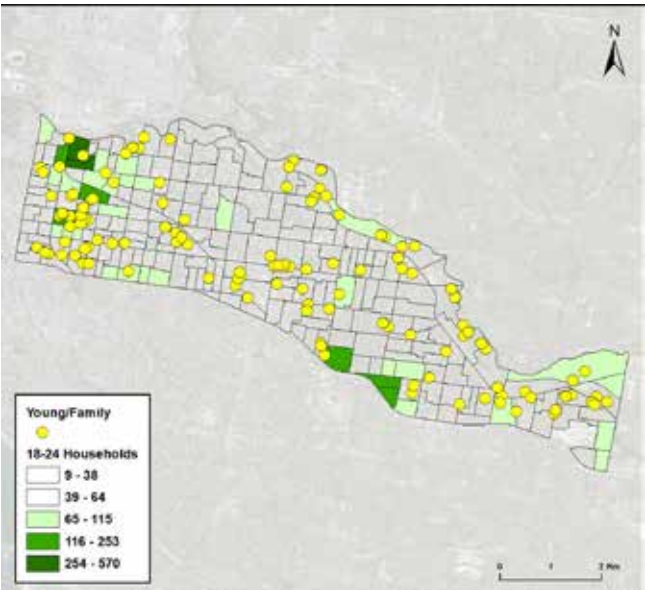 N
Young/Family
18-24 Households
9 - 38
39 - 64
65 - 115
116 - 253
254 - 570
0 1 2 Km